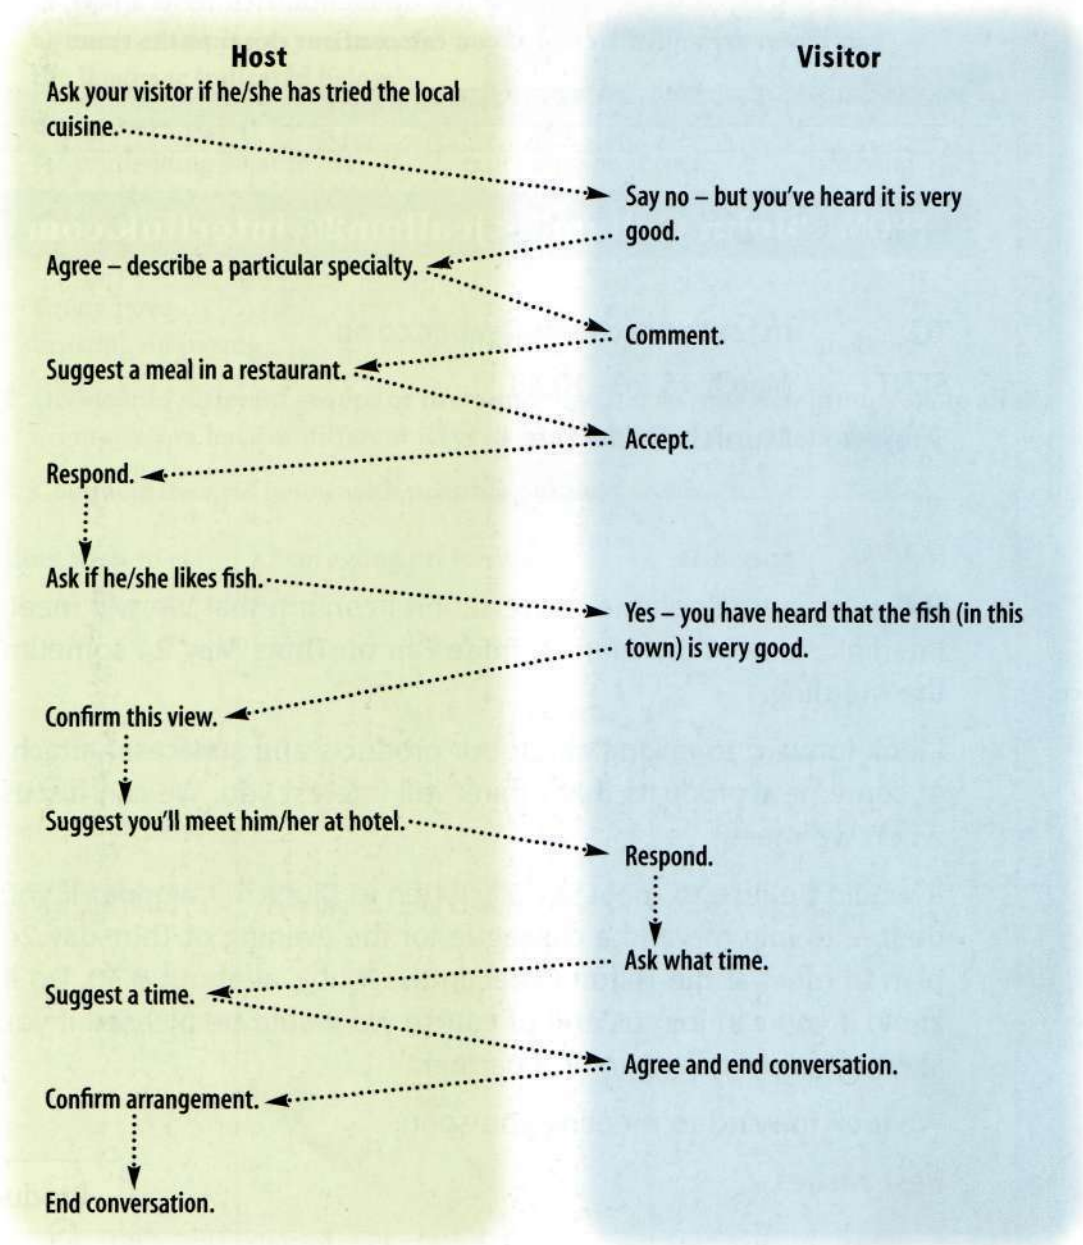 Host
Visitor
Ask your visitor if he/she has tried the local
cuisine.
Say no – but you've heard it is very
good.
Agree – describe a particular specialty.
Comment.
Suggest a meal in a restaurant.
Accept.
Respond.
Ask if he/she likes fish.
Yes – you have heard that the fish (in this
town) is very good.
Confirm this view.
Suggest you'll meet him/her at hotel.
Respond.
Ask what time.
Suggest a time.
Agree and end conversation.
Confirm arrangement.
End conversation.